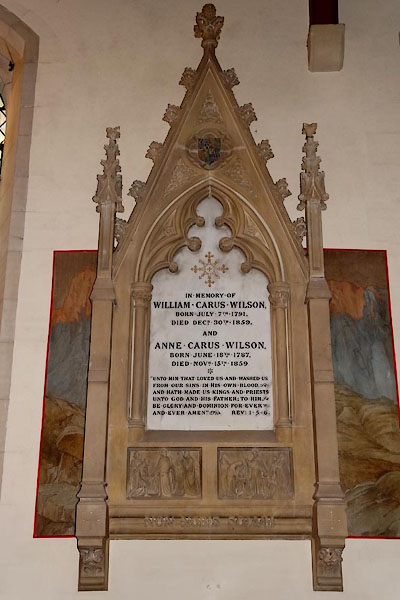 IN·MEMORY·OF
WILLIAM·CARUS·WILSON,
BORN·JULY·7TH·1791,
DIED DECR·30TH·1859,
AND
ANNE·CARUS·WILSON,
BORN·JUNE·18TH·1787,
DIED·NOVR·15TH·1859
"UNTO HIM THAT LOVED US AND WASHED US
FROM OUR SINS IN HIS OWN BLOOD,
AND HATH MADE US KINGS AND PRIESTS
UNTO GOD AND HIS FATHER; TO HIM
BE GLORY AND DOMINION FOR EVER
AND EVER AMEN. REV: 1·5·6.